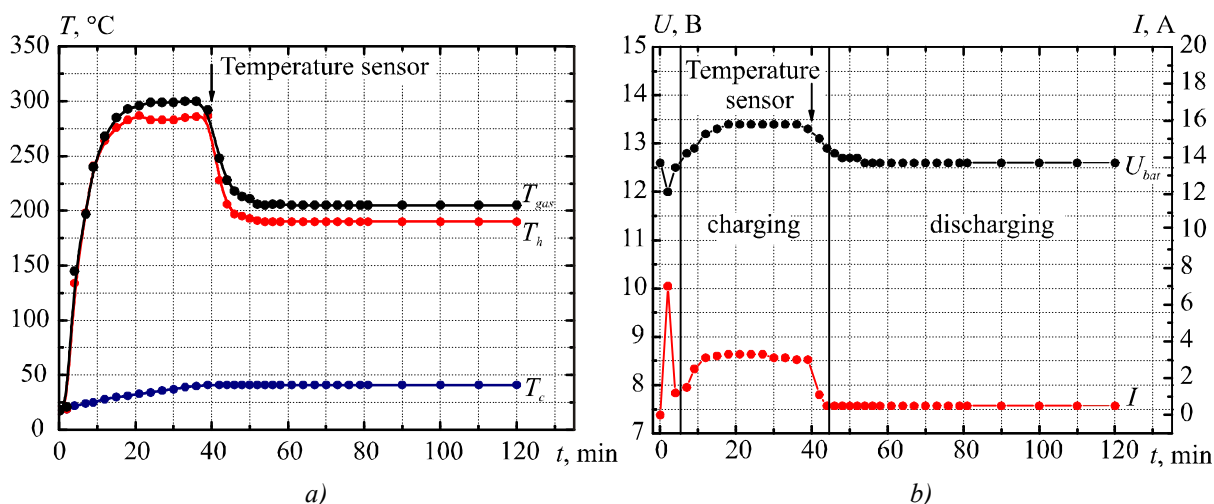 T, °C
350
300
250
200
150
100
50
0
0 20 40 60 80 100 120 t, min
Temperature sensor
T_gas
T_h
T_c
a)
U, B
I, A
15
14
13
12
11
10
9
8
7
20
18
16
14
12
10
8
6
4
2
0
0 20 40 60 80 100 120 t, min
Temperature
sensor
U_bat
charging
discharging
I
b)